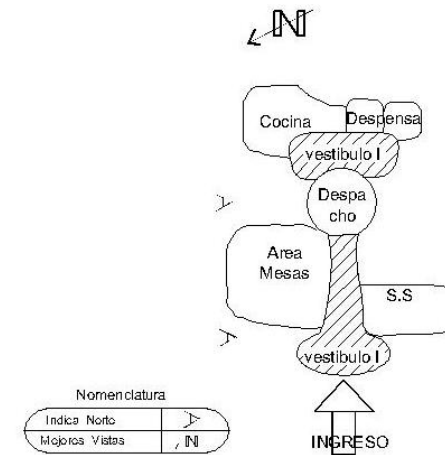 N
Cocina
Despensa
vestibulo I
Despa
cho
Area
Mesas
S.S
vestibulo I
Nomenclatura
Indica Norte
Mejores Vistas N
INGRESO